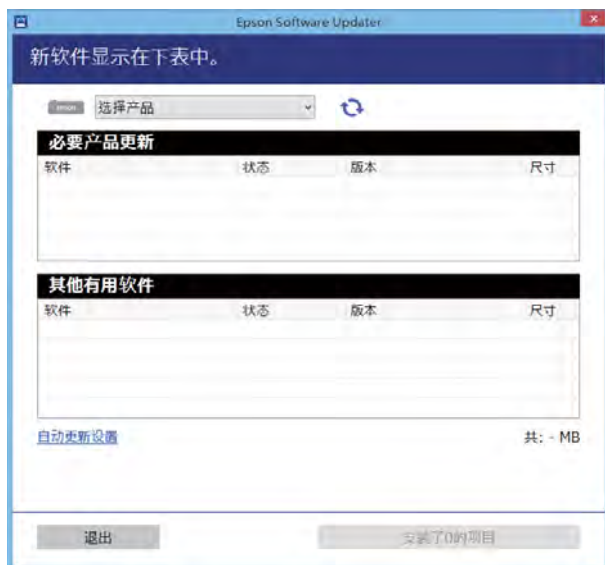 Epson Software Updater
新软件显示在下表中。
EPSON 选择产品
必要产品更新
软件 状态 版本 尺寸
其他有用软件
软件 状态 版本 尺寸
自动更新设置 共: - MB
退出 安装了0的项目